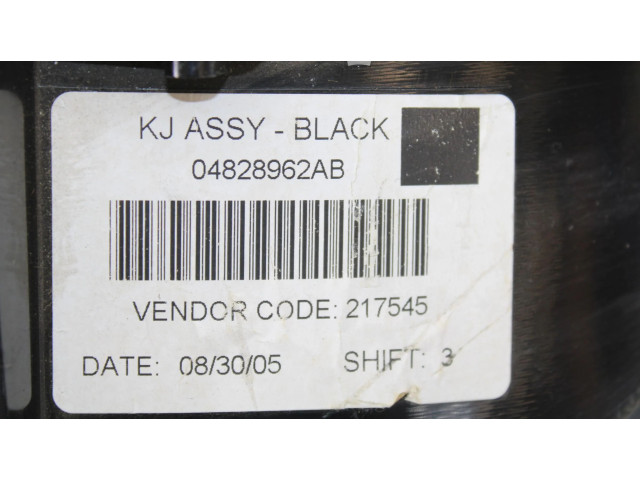 KJ ASSY - BLACK
04828962AB
VENDOR CODE: 217545
DATE: 08/30/05 SHIFT: 3